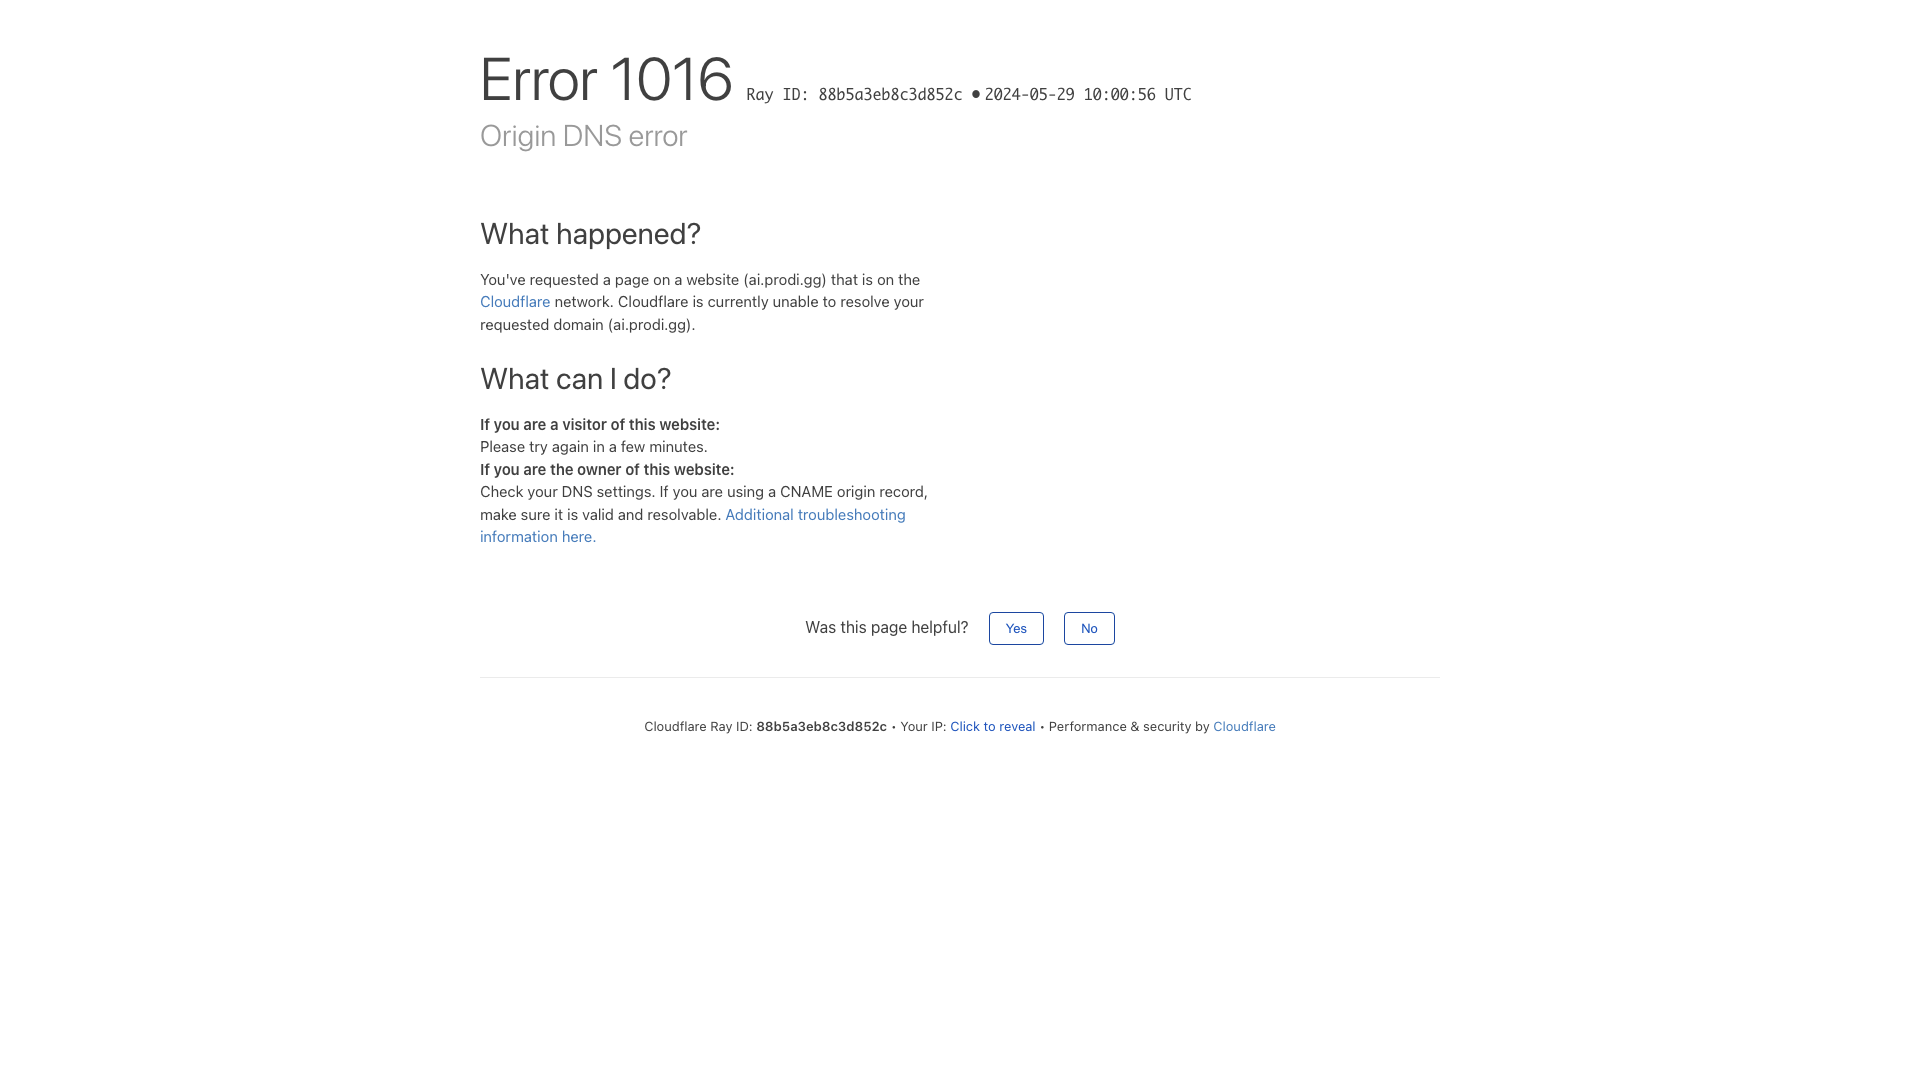 Error 1016 Ray ID: 88b5a3eb8c3d852c • 2024-05-29 10:00:56 UTC
Origin DNS error
What happened?
You've requested a page on a website (ai.prodi.gg) that is on the
Cloudflare network. Cloudflare is currently unable to resolve your
requested domain (ai.prodi.gg).
What can I do?
If you are a visitor of this website:
Please try again in a few minutes.
If you are the owner of this website:
Check your DNS settings. If you are using a CNAME origin record,
make sure it is valid and resolvable. Additional troubleshooting
information here.
Was this page helpful? Yes No
Cloudflare Ray ID: 88b5a3eb8c3d852c • Your IP: Click to reveal • Performance & security by Cloudflare